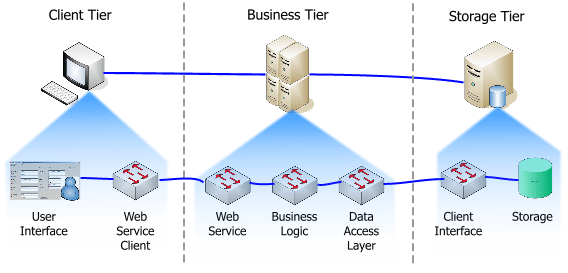 Client Tier
Business Tier
Storage Tier
User
Interface
Web
Service
Client
Web
Service
Business
Logic
Data
Access
Layer
Client
Interface
Storage